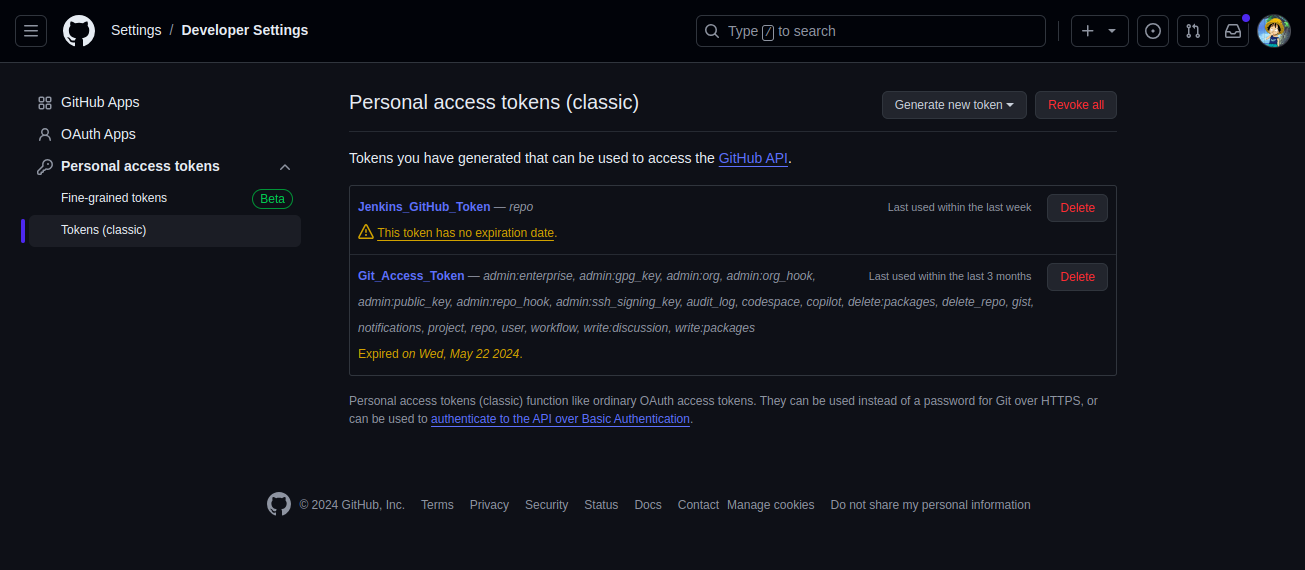 Settings / Developer Settings
Type / to search
GitHub Apps
OAuth Apps
Personal access tokens
Fine-grained tokens Beta
Tokens (classic)
Personal access tokens (classic)
Generate new token
Revoke all
Tokens you have generated that can be used to access the GitHub API.
Jenkins_GitHub_Token — repo
Last used within the last week
Delete
This token has no expiration date.
Git_Access_Token — admin:enterprise, admin:gpg_key, admin:org, admin:org_hook,
Last used within the last 3 months
Delete
admin:public_key, admin:repo_hook, admin:ssh_signing_key, audit_log, codespace, copilot, delete:packages, delete_repo, gist,
notifications, project, repo, user, workflow, write:discussion, write:packages
Expired on Wed, May 22 2024.
Personal access tokens (classic) function like ordinary OAuth access tokens. They can be used instead of a password for Git over HTTPS, or
can be used to authenticate to the API over Basic Authentication.
© 2024 GitHub, Inc. Terms Privacy Security Status Docs Contact Manage cookies Do not share my personal information